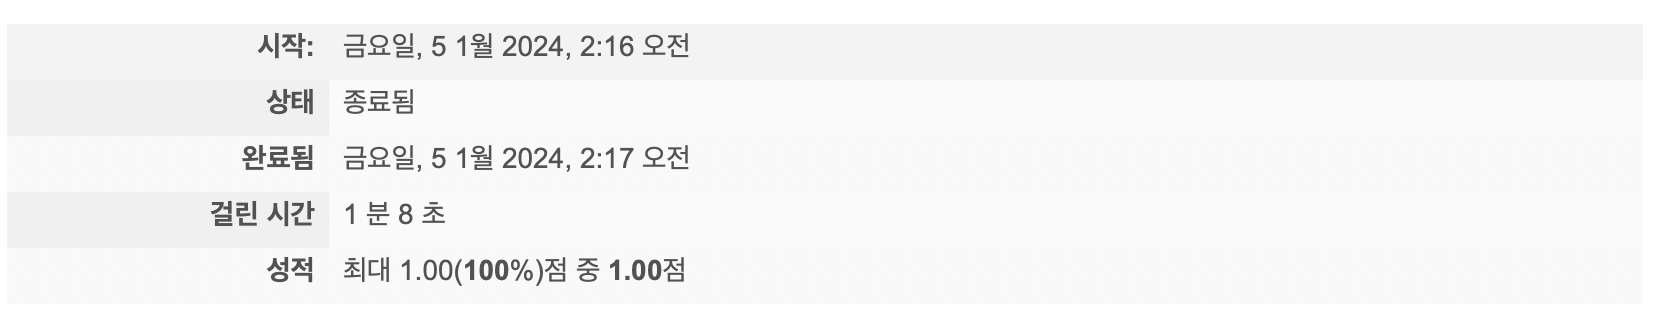 시작: 금요일, 5 1월 2024, 2:16 오전
상태 종료됨
완료됨 금요일, 5 1월 2024, 2:17 오전
걸린 시간 1 분 8 초
성적 최대 1.00(100%)점 중 1.00점